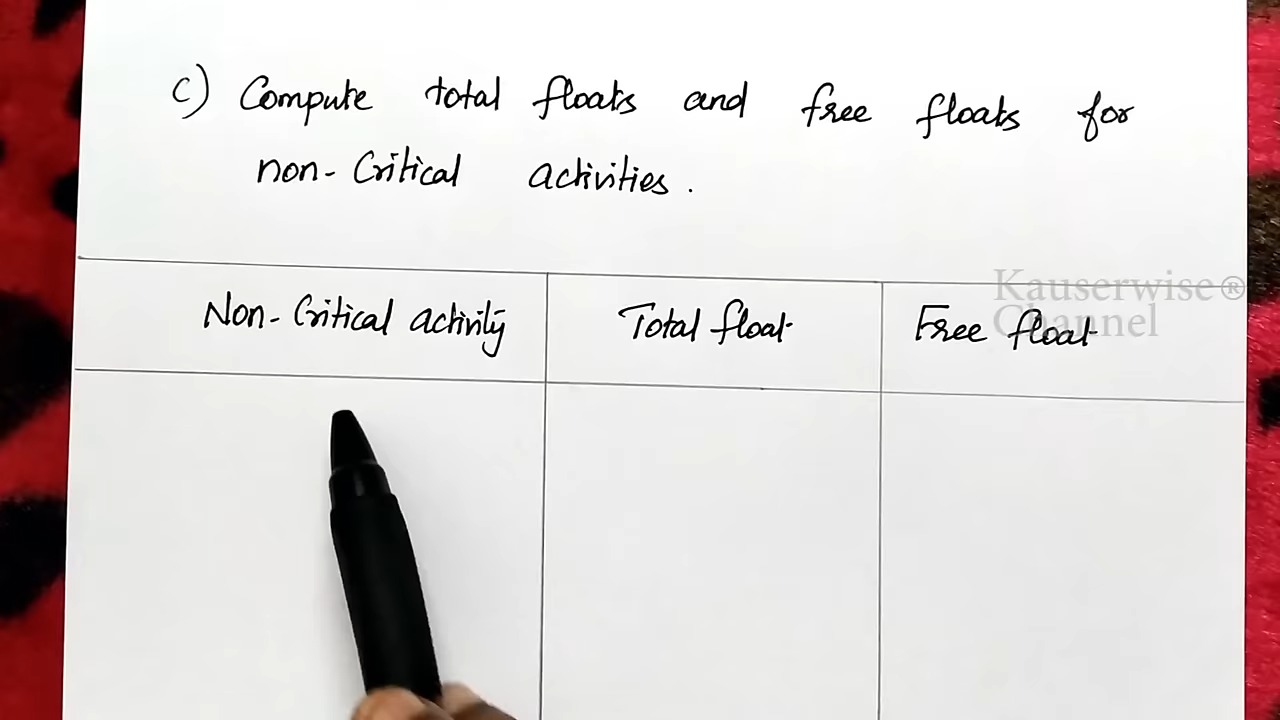 c) Compute total floats and free floats for
non-Critical activities.
Non-Critical activity Total float Free float
Kauserwise®
Channel